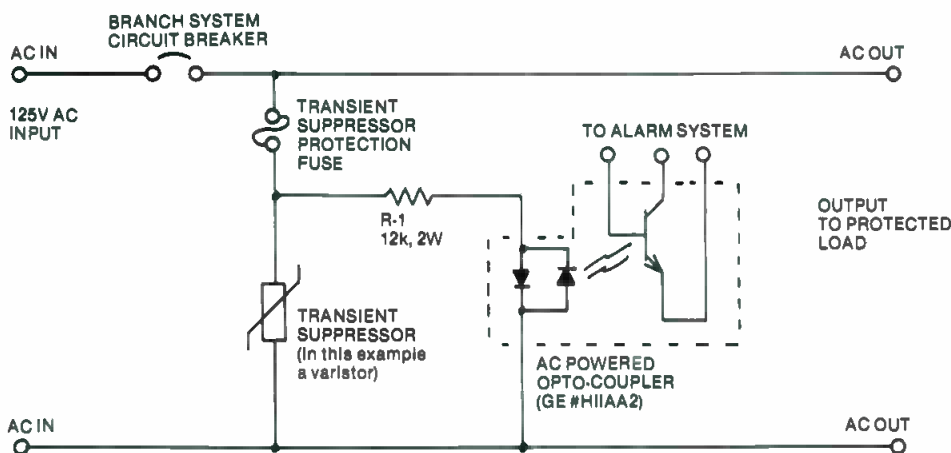 BRANCH SYSTEM
CIRCUIT BREAKER
AC IN
AC OUT
125V AC
INPUT
TRANSIENT
SUPPRESSOR
PROTECTION
FUSE
TO ALARM SYSTEM
R-1
12k, 2W
OUTPUT
TO PROTECTED
LOAD
TRANSIENT
SUPPRESSOR
(In this example
a varistor)
AC POWERED
OPTO-COUPLER
(GE #HIIAA2)
AC IN
AC OUT